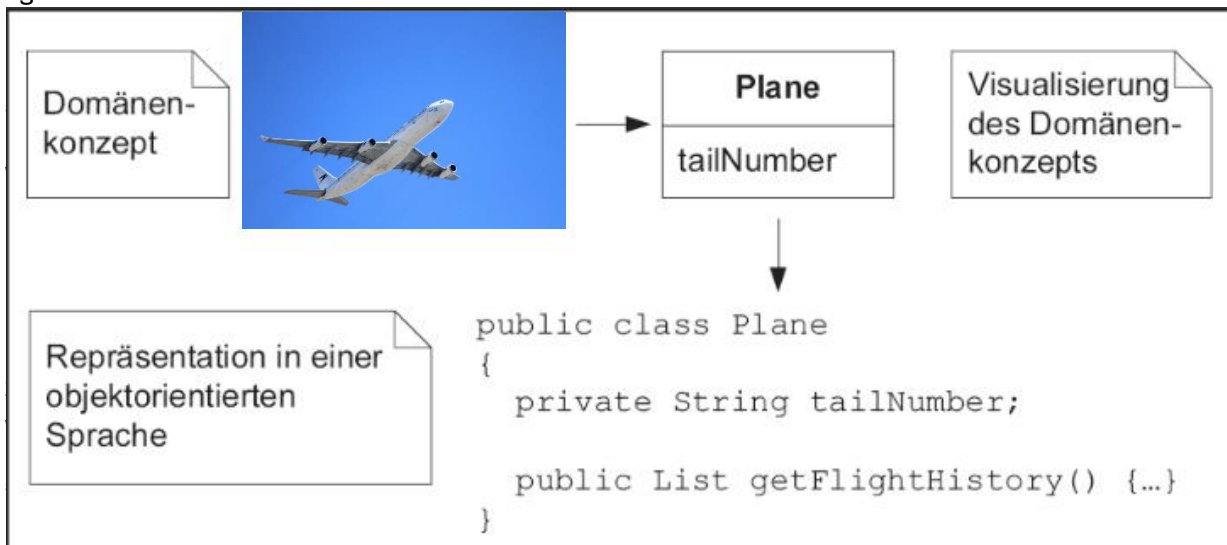 Domänen-
konzept
Plane
tailNumber
Visualisierung
des Domänen-
konzepts
Repräsentation in einer
objektorientierten
Sprache
public class Plane
{
private String tailNumber;
public List getFlightHistory() {…}
}